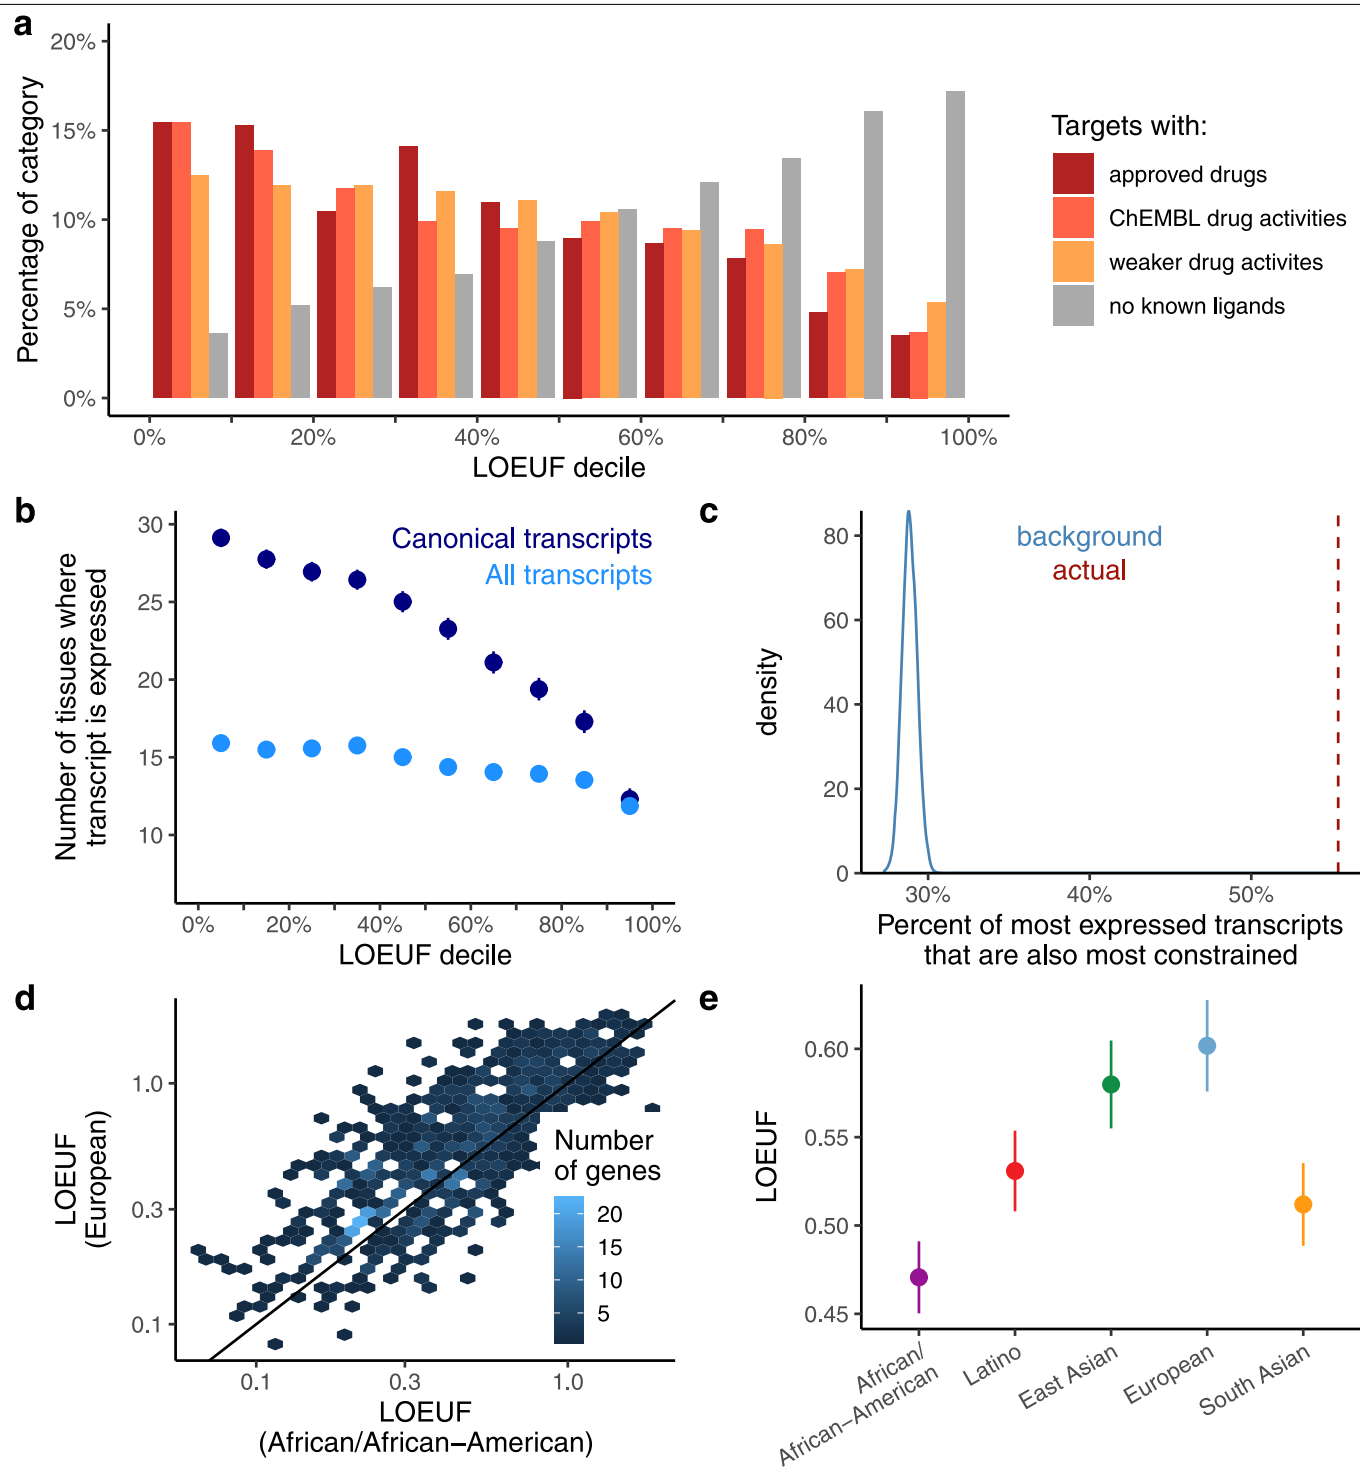 a
Percentage of category
20%
15%
10%
5%
0%
0%
20%
40%
60%
80%
100%
LOEUF decile
Targets with:
approved drugs
ChEMBL drug activities
weaker drug activites
no known ligands
b
Number of tissues where
transcript is expressed
30
25
20
15
10
Canonical transcripts
All transcripts
0%
20%
40%
60%
80%
100%
LOEUF decile
c
density
80
60
40
20
0
background
actual
30%
40%
50%
Percent of most expressed transcripts
that are also most constrained
d
LOEUF
(European)
1.0
0.3
0.1
Number
of genes
20
15
10
5
0.1
0.3
1.0
LOEUF
(African/African−American)
e
LOEUF
0.60
0.55
0.50
0.45
African/
African−American
Latino
East Asian
European
South Asian